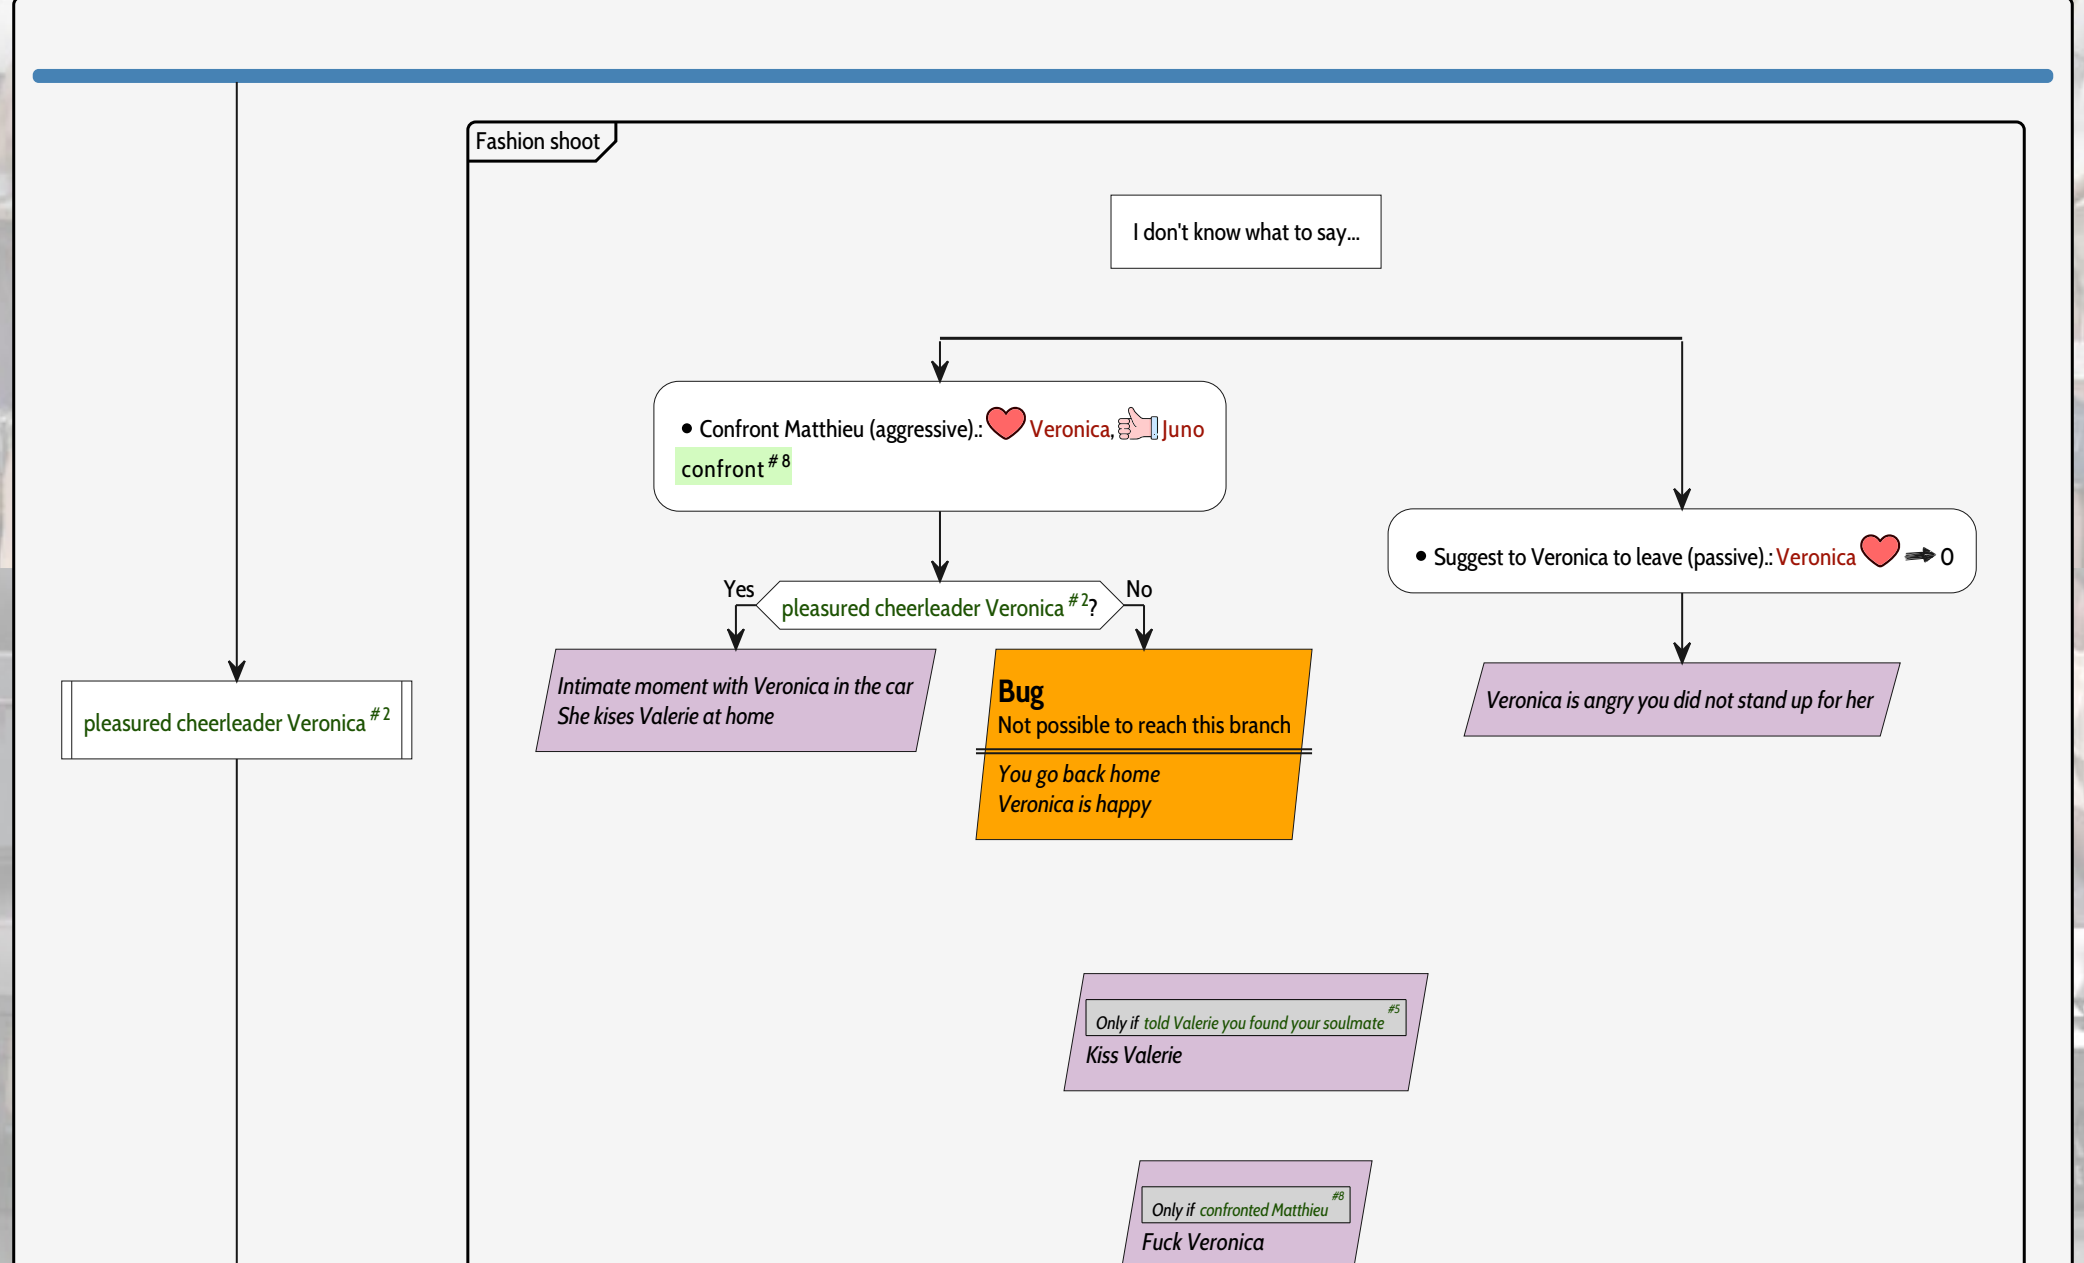 Fashion shoot
I don't know what to say...
• Confront Matthieu (aggressive).: Veronica, Juno
confront #8
• Suggest to Veronica to leave (passive).: Veronica 0
Yes
pleasured cheerleader Veronica #2?
No
Intimate moment with Veronica in the car
She kises Valerie at home
Bug
Not possible to reach this branch
You go back home
Veronica is happy
Veronica is angry you did not stand up for her
pleasured cheerleader Veronica #2
Only if told Valerie you found your soulmate #5
Kiss Valerie
Only if confronted Matthieu #8
Fuck Veronica